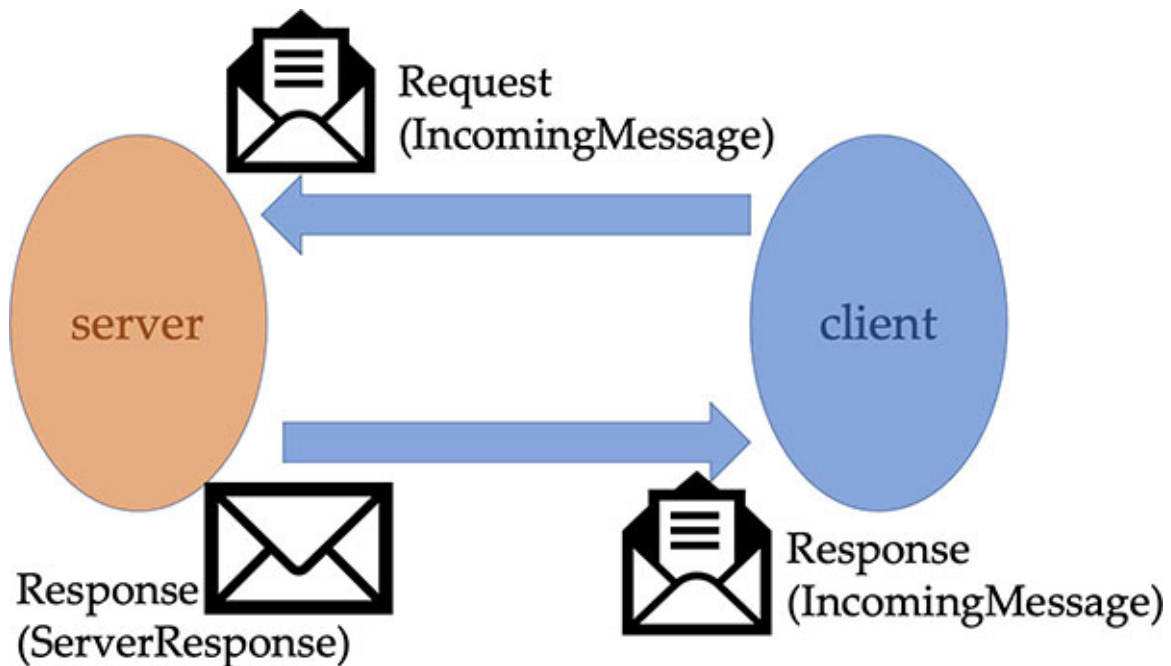 Request
(IncomingMessage)
server
client
Response
(ServerResponse)
Response
(IncomingMessage)